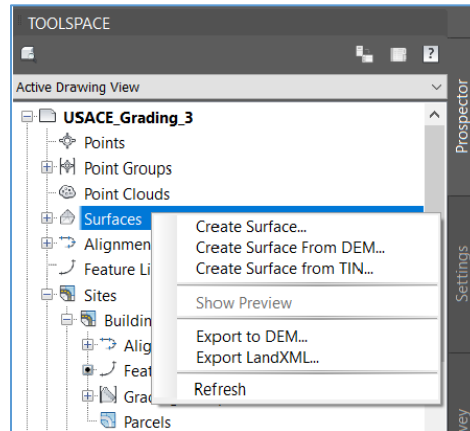 TOOLSPACE
?
Active Drawing View
USACE_Grading_3
Points
Point Groups
Point Clouds
Surfaces
Create Surface...
Alignmen
Create Surface From DEM...
Feature Li
Create Surface from TIN...
Sites
Show Preview
Buildin
Export to DEM...
Alig
Export LandXML...
Feat
Grad
Refresh
Parcels
Prospector
Settings
vey